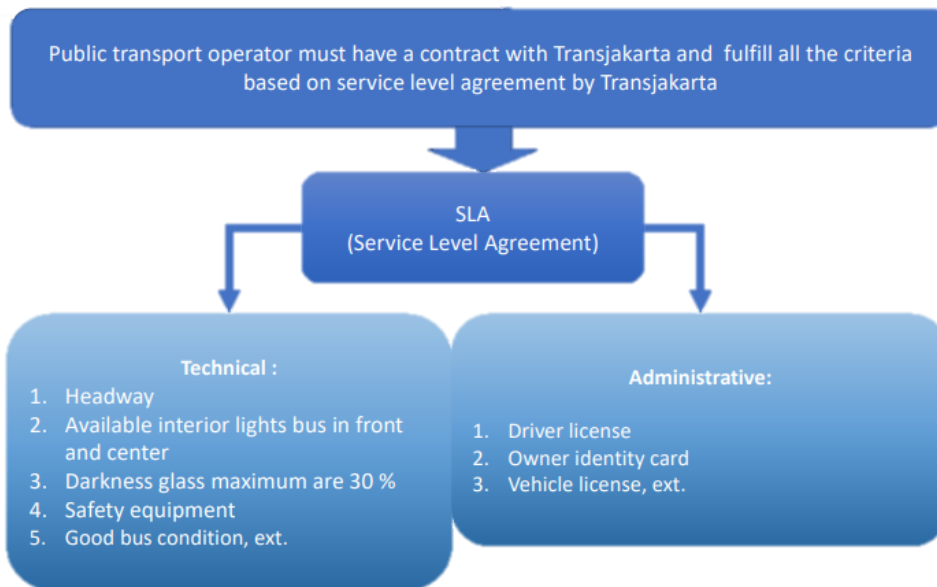 Public transport operator must have a contract with Transjakarta and fulfill all the criteria
based on service level agreement by Transjakarta
SLA
(Service Level Agreement)
Technical :
1. Headway
2. Available interior lights bus in front
and center
3. Darkness glass maximum are 30 %
4. Safety equipment
5. Good bus condition, ext.
Administrative:
1. Driver license
2. Owner identity card
3. Vehicle license, ext.